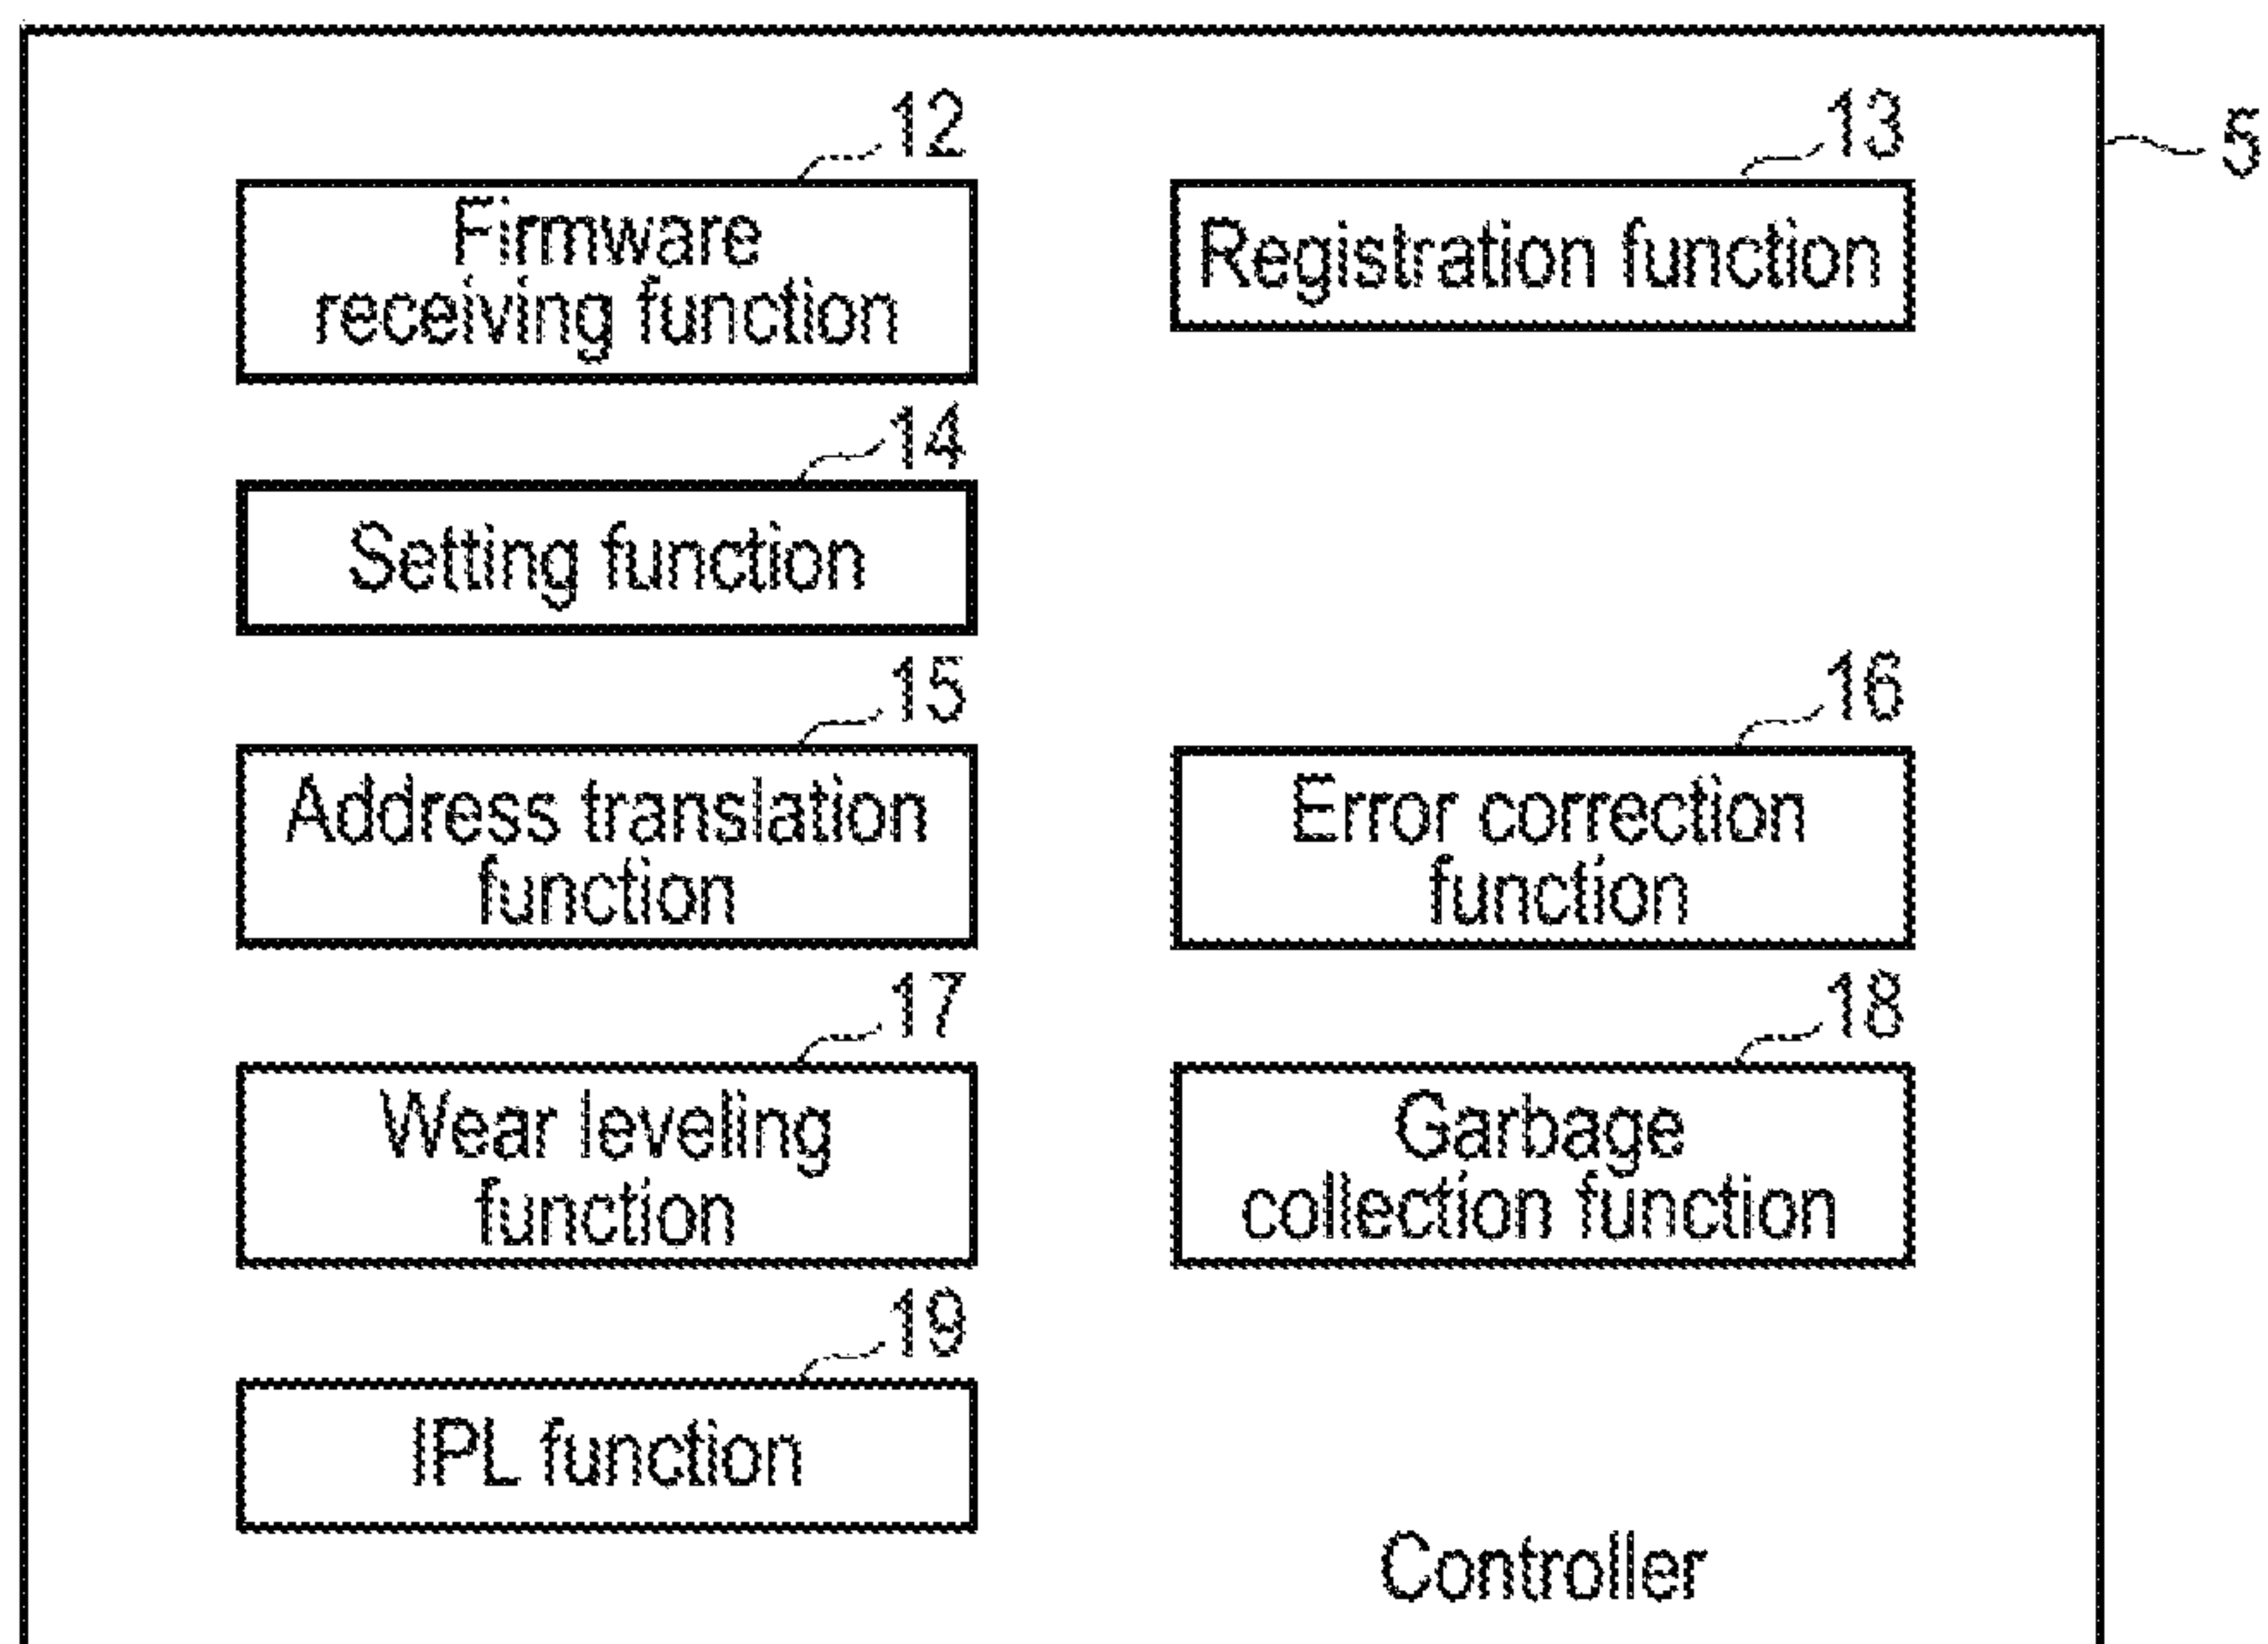 12
Firmware
receiving function
13
Registration function
5
14
Setting function
15
Address translation
function
16
Error correction
function
17
Wear leveling
function
18
Garbage
collection function
19
IPL function
Controller